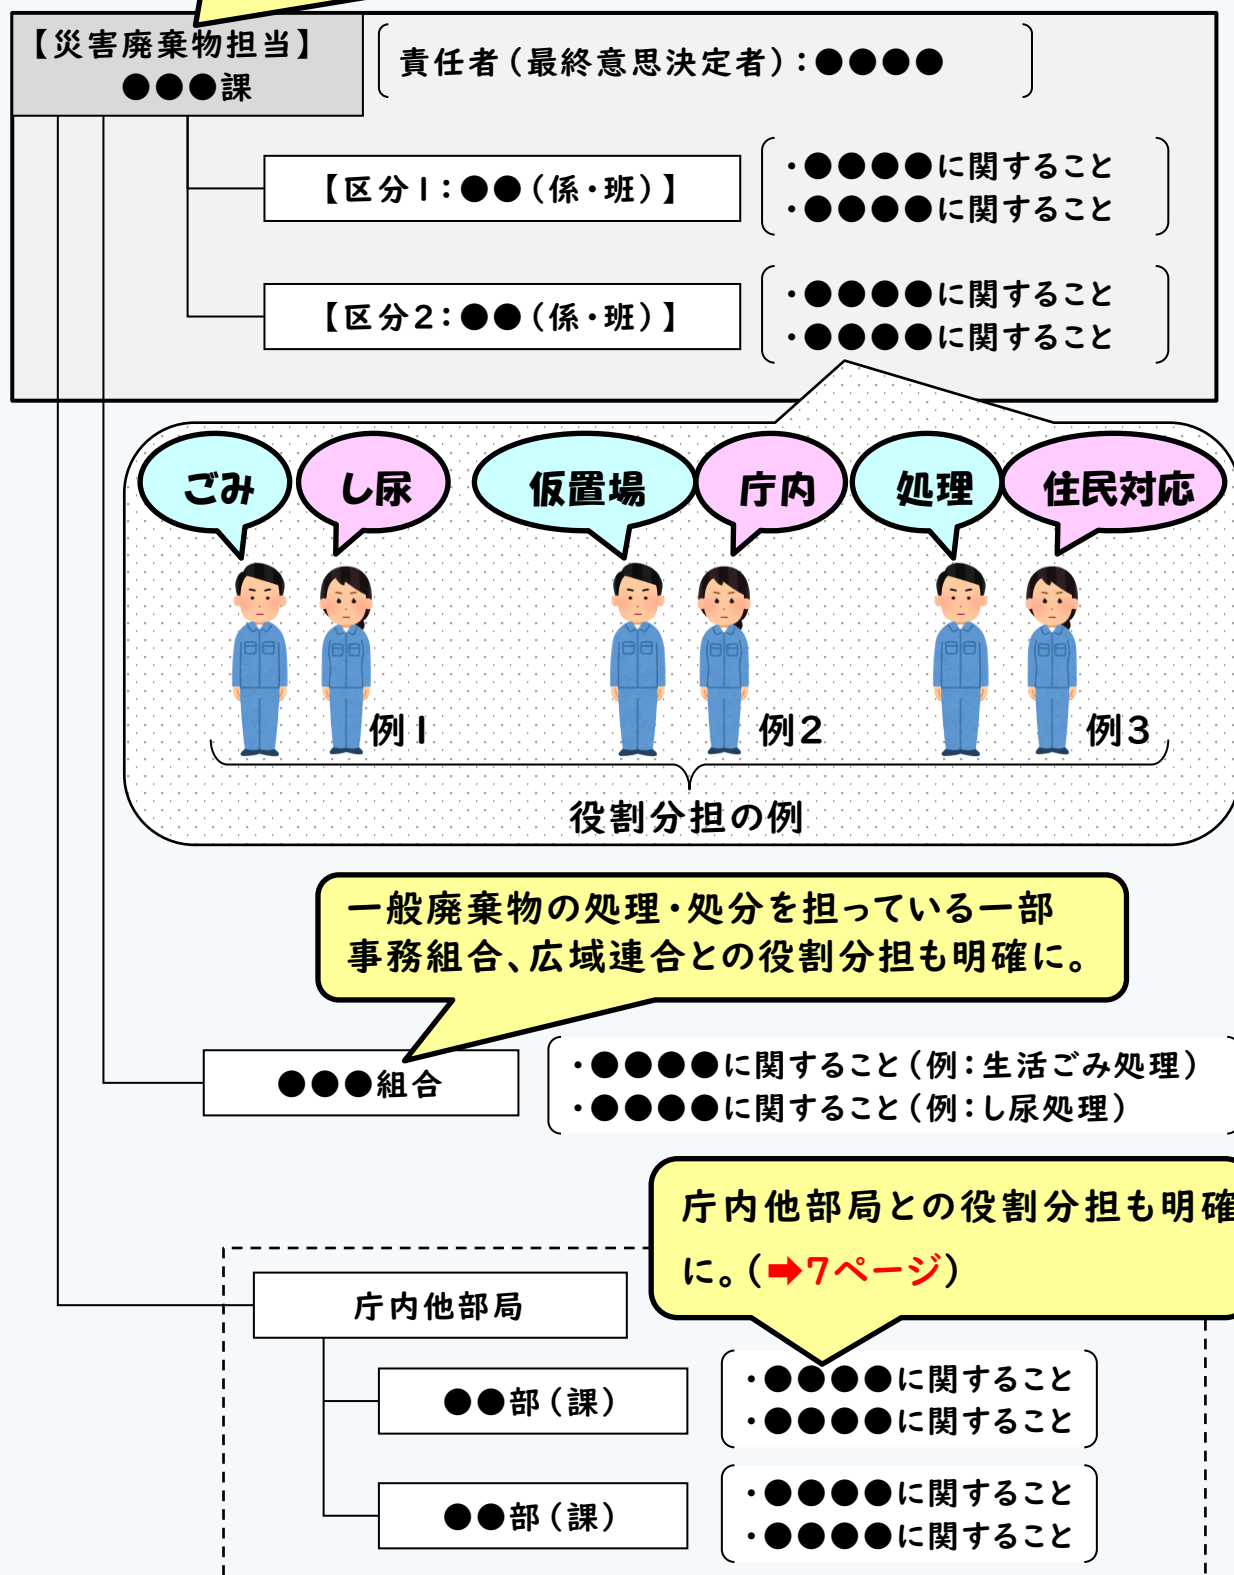 【災害廃棄物担当】
●●●課
責任者（最終意思決定者）：●●●●
【区分1：●●（係・班）】
・●●●●に関すること
・●●●●に関すること
【区分2：●●（係・班）】
・●●●●に関すること
・●●●●に関すること
ごみ
し尿
仮置場
庁内
処理
住民対応
例1
例2
例3
役割分担の例
一般廃棄物の処理・処分を担っている一部
事務組合、広域連合との役割分担も明確に。
●●●組合
・●●●●に関すること（例：生活ごみ処理）
・●●●●に関すること（例：し尿処理）
庁内他部局との役割分担も明確
に。（➡7ページ）
庁内他部局
●●部（課）
・●●●●に関すること
・●●●●に関すること
●●部（課）
・●●●●に関すること
・●●●●に関すること